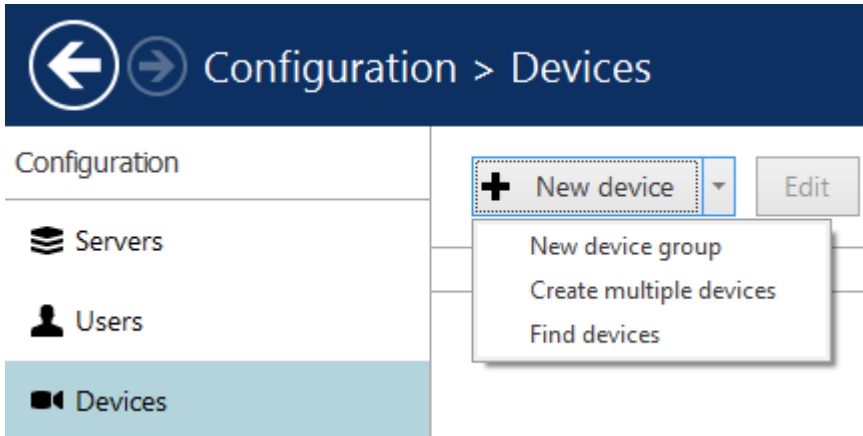 Configuration > Devices
Configuration
New device
Edit
New device group
Create multiple devices
Find devices
Servers
Users
Devices